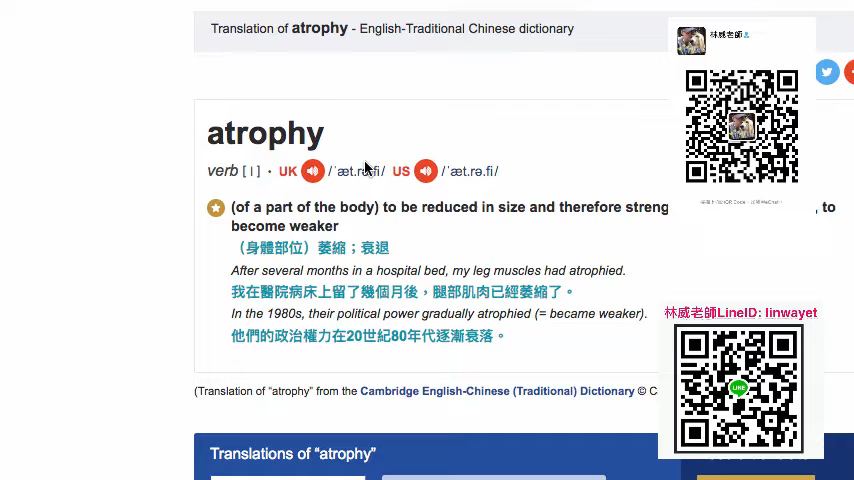 Translation of atrophy - English-Traditional Chinese dictionary
林威老師
atrophy
verb [ I ] • UK /ˈæt.rə.fi/ US /ˈæt.rə.fi/
(of a part of the body) to be reduced in size and therefore streng , to
become weaker
（身體部位）萎縮；衰退
After several months in a hospital bed, my leg muscles had atrophied.
我在醫院病床上留了幾個月後，腿部肌肉已經萎縮了。
In the 1980s, their political power gradually atrophied (= became weaker).
他們的政治權力在20世紀80年代逐漸衰落。
林威老師LineID: linwayet
LINE
(Translation of “atrophy” from the Cambridge English-Chinese (Traditional) Dictionary © C
Translations of “atrophy”